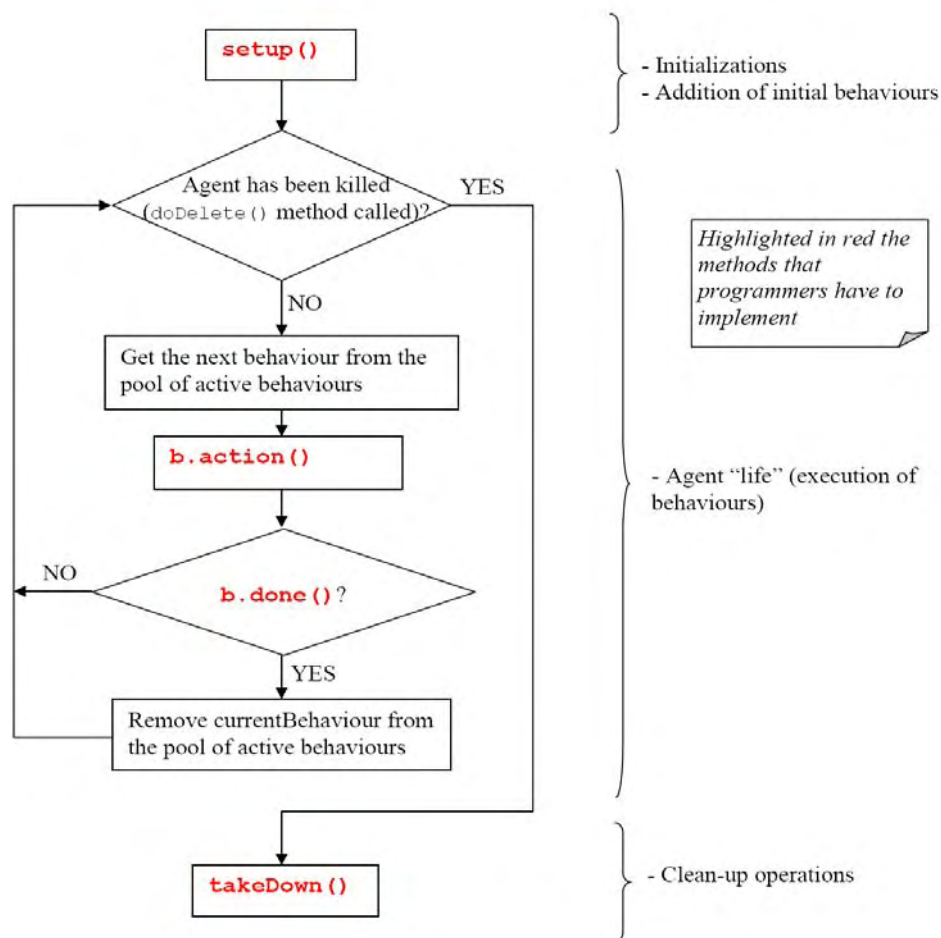 setup()
- Initializations
- Addition of initial behaviours
Agent has been killed
(doDelete() method called)?
YES
Highlighted in red the
methods that
programmers have to
implement
NO
Get the next behaviour from the
pool of active behaviours
b.action()
- Agent “life” (execution of
behaviours)
NO
b.done()?
YES
Remove currentBehaviour from
the pool of active behaviours
takeDown()
- Clean-up operations